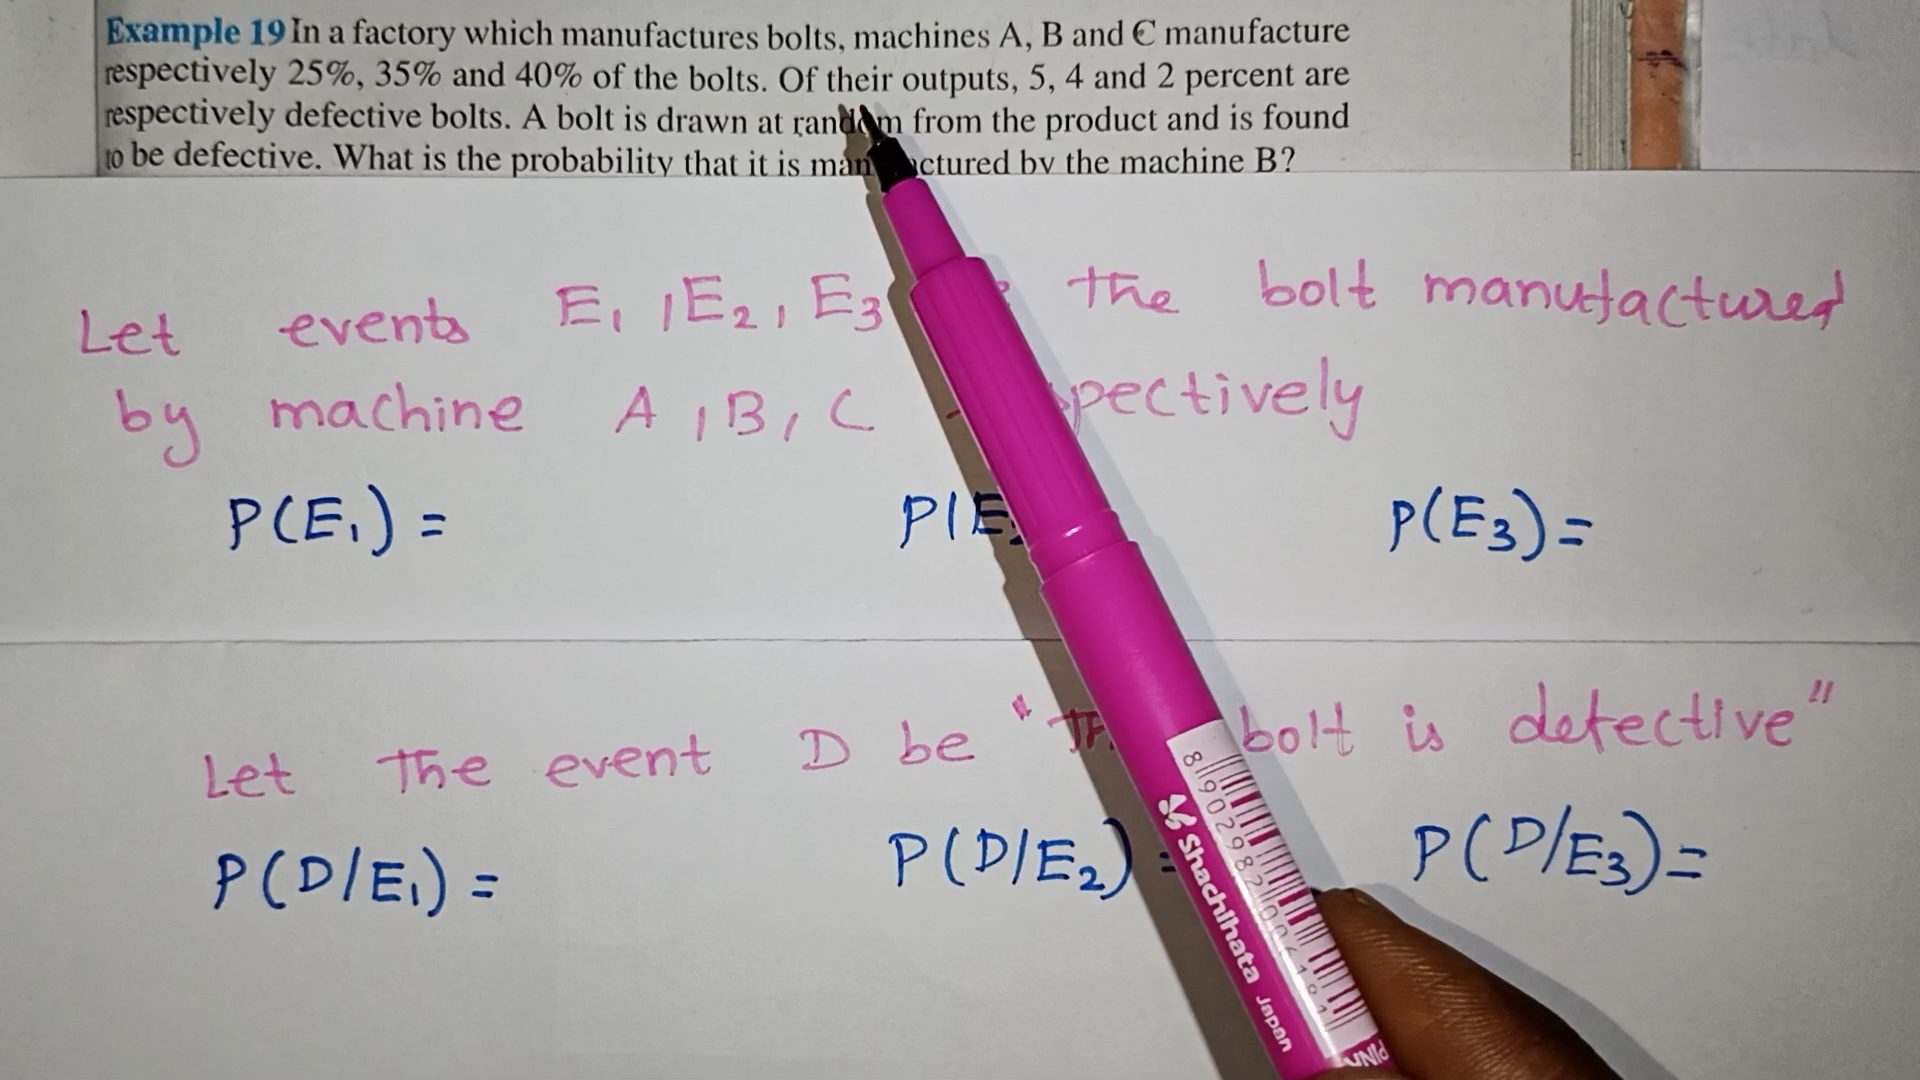 Example 19 In a factory which manufactures bolts, machines A, B and C manufacture
respectively 25%, 35% and 40% of the bolts. Of their outputs, 5, 4 and 2 percent are
respectively defective bolts. A bolt is drawn at random from the product and is found
to be defective. What is the probability that it is by the machine B?
Let events E1, E2, E3 the bolt manufactured
by machine A, B, C
P(E1) = P(E3) =
Let the event D be " bolt is defective"
P(D/E1) = P(D/E2) = P(D/E3) =
8 902982
Shachihata Japan